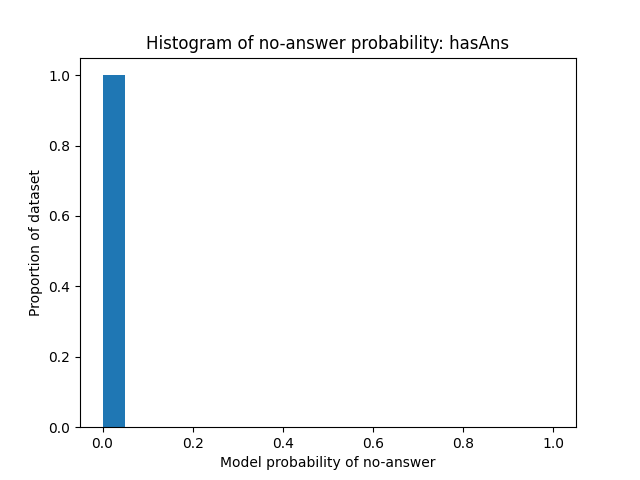 Histogram of no-answer probability: hasAns
Proportion of dataset
1.0
0.8
0.6
0.4
0.2
0.0
0.0 0.2 0.4 0.6 0.8 1.0
Model probability of no-answer